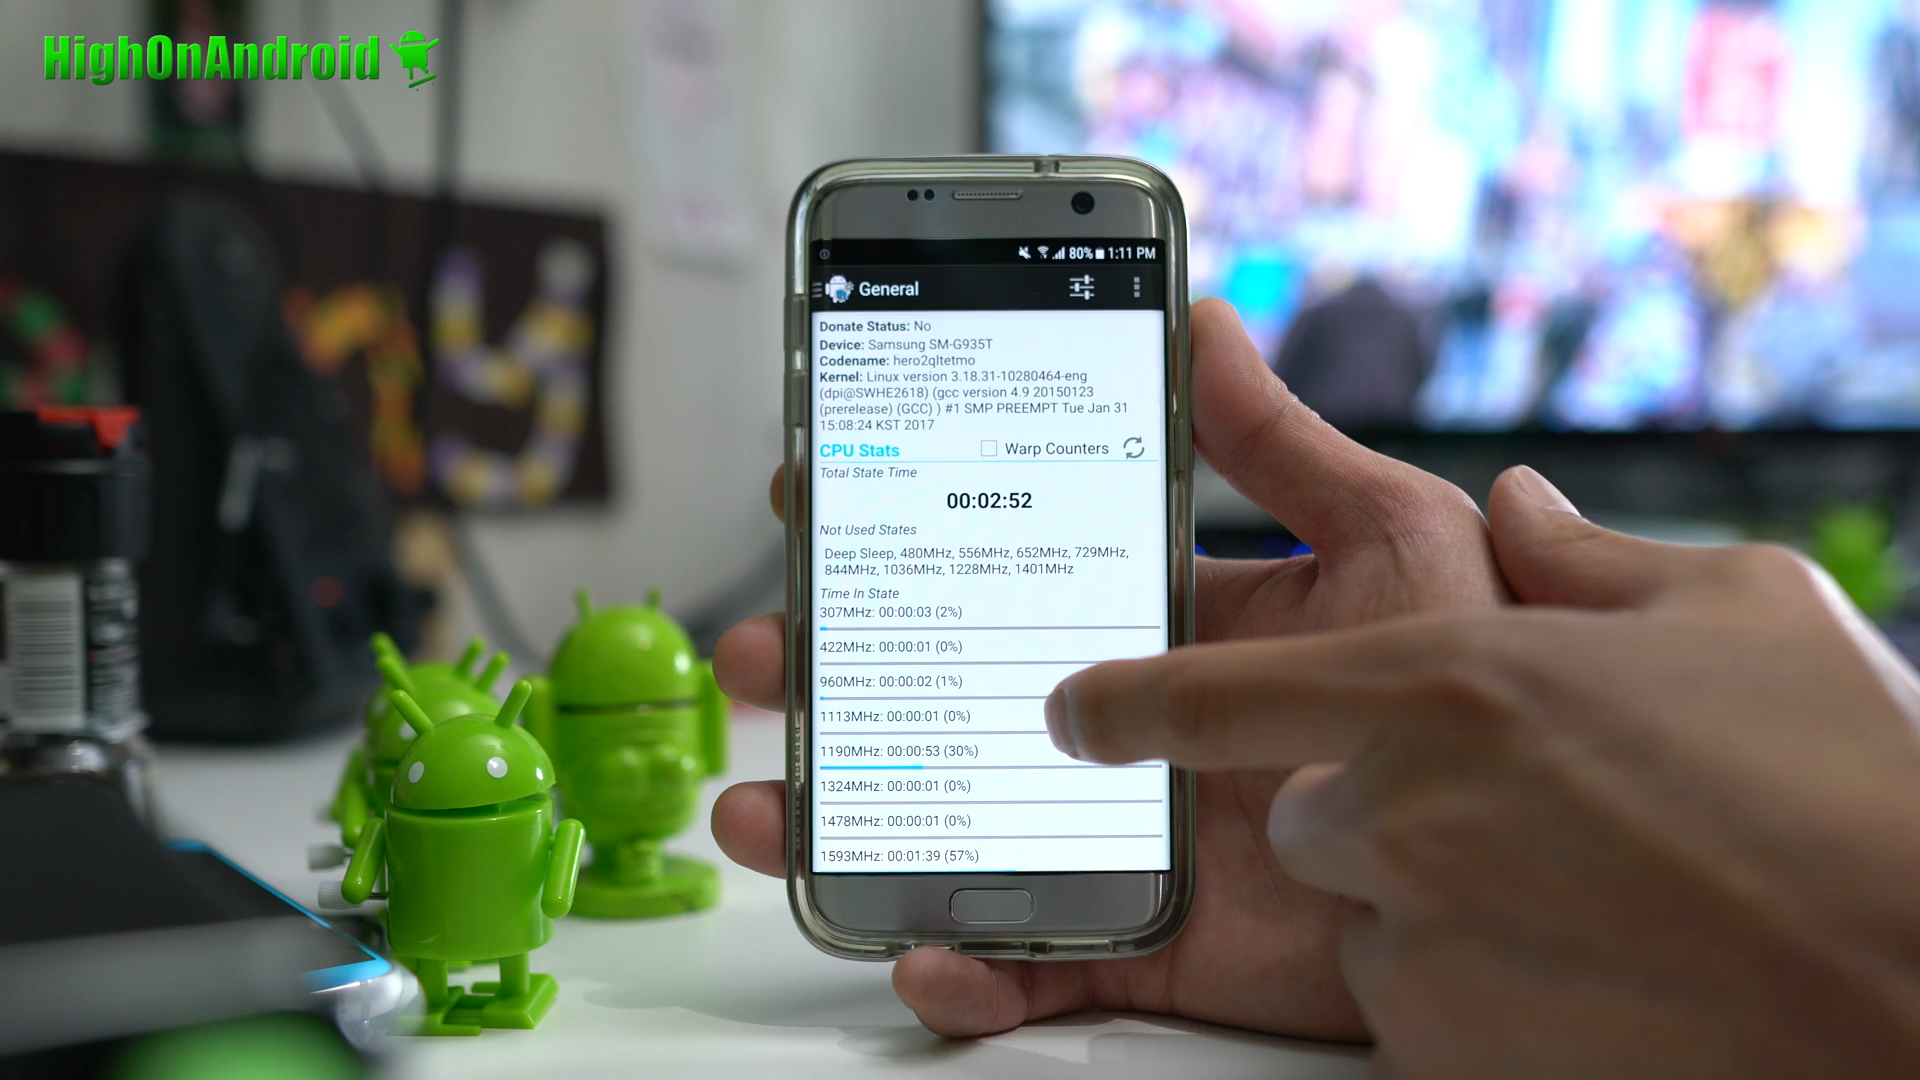 HighOnAndroid
80% 1:11 PM
General
Donate Status: No
Device: Samsung SM-G935T
Codename: hero2qltetmo
Kernel: Linux version 3.18.31-10280464-eng
(dpi@SWHE2618) (gcc version 4.9 20150123
(prerelease) (GCC) ) #1 SMP PREEMPT Tue Jan 31
15:08:24 KST 2017
CPU Stats Warp Counters
Total State Time
00:02:52
Not Used States
Deep Sleep, 480MHz, 556MHz, 652MHz, 729MHz,
844MHz, 1036MHz, 1228MHz, 1401MHz
Time In State
307MHz: 00:00:03 (2%)
422MHz: 00:00:01 (0%)
960MHz: 00:00:02 (1%)
1113MHz: 00:00:01 (0%)
1190MHz: 00:00:53 (30%)
1324MHz: 00:00:01 (0%)
1478MHz: 00:00:01 (0%)
1593MHz: 00:01:39 (57%)